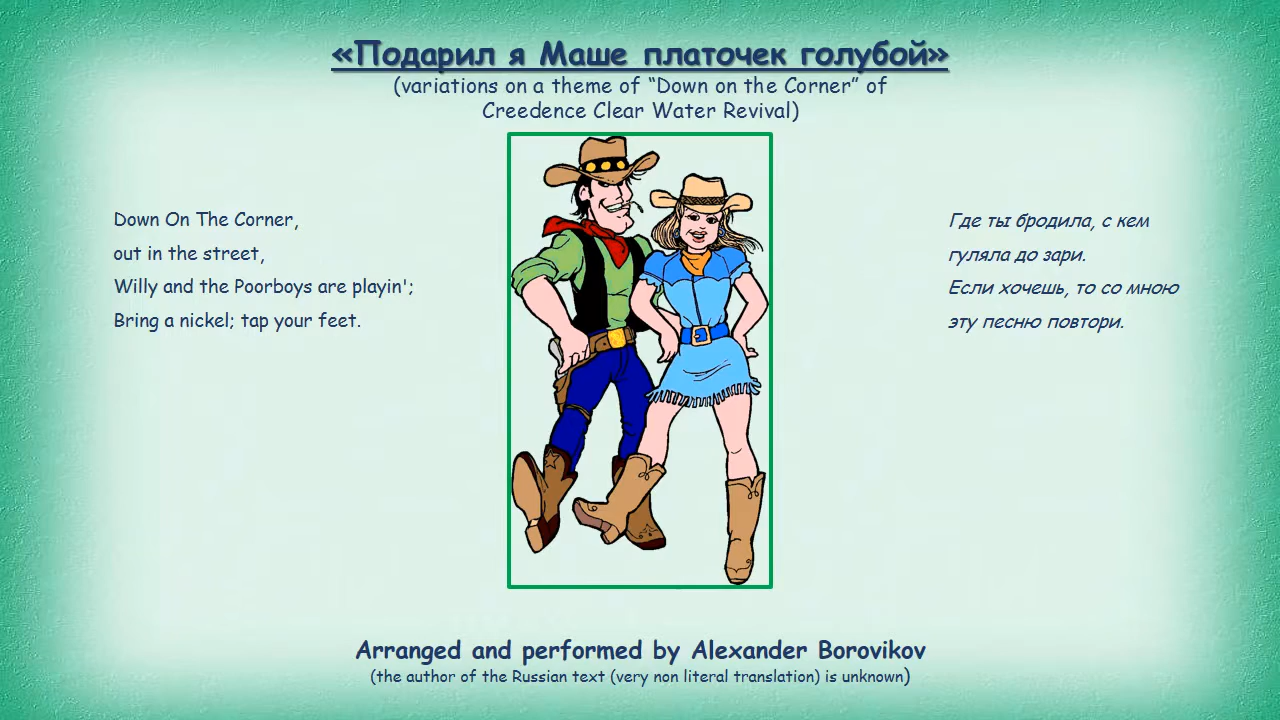 «Подарил я Маше платочек голубой»
(variations on a theme of “Down on the Corner” of
Creedence Clear Water Revival)
Down On The Corner,
out in the street,
Willy and the Poorboys are playin';
Bring a nickel; tap your feet.
Где ты бродила, с кем
гуляла до зари.
Если хочешь, то со мною
эту песню повтори.
Arranged and performed by Alexander Borovikov
(the author of the Russian text (very non literal translation) is unknown)